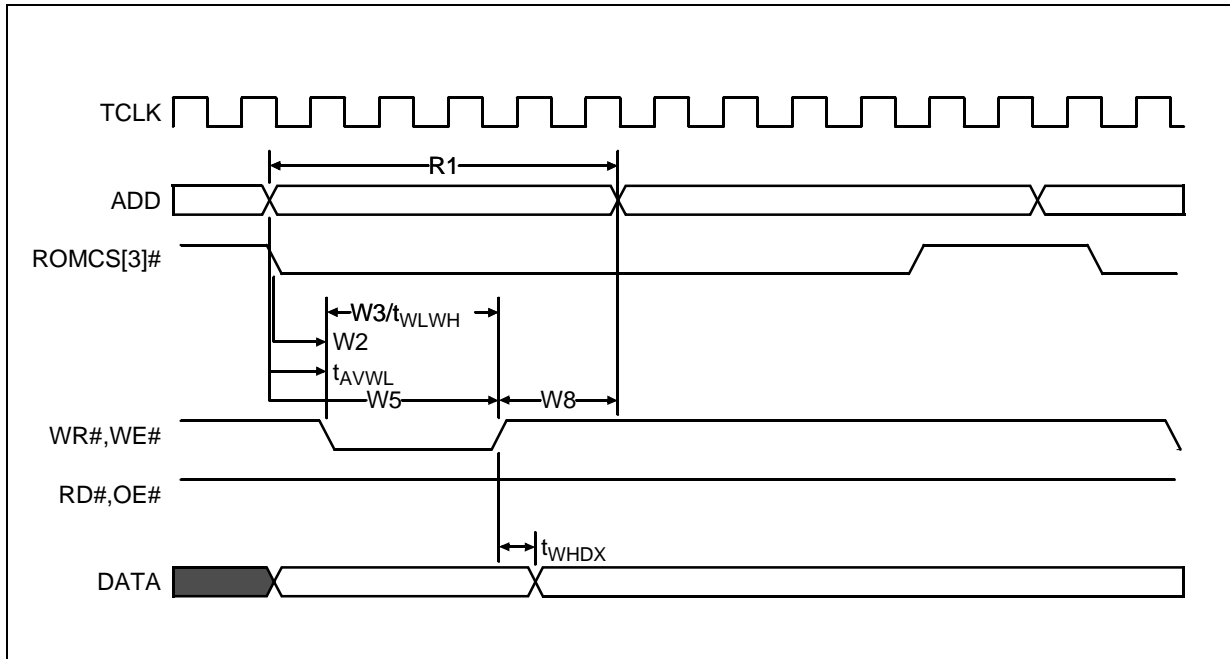 TCLK
R1
ADD
ROMCS[3]#
W3/tWLWH
W2
tAVWL
W5
W8
WR#,WE#
RD#,OE#
tWHDX
DATA